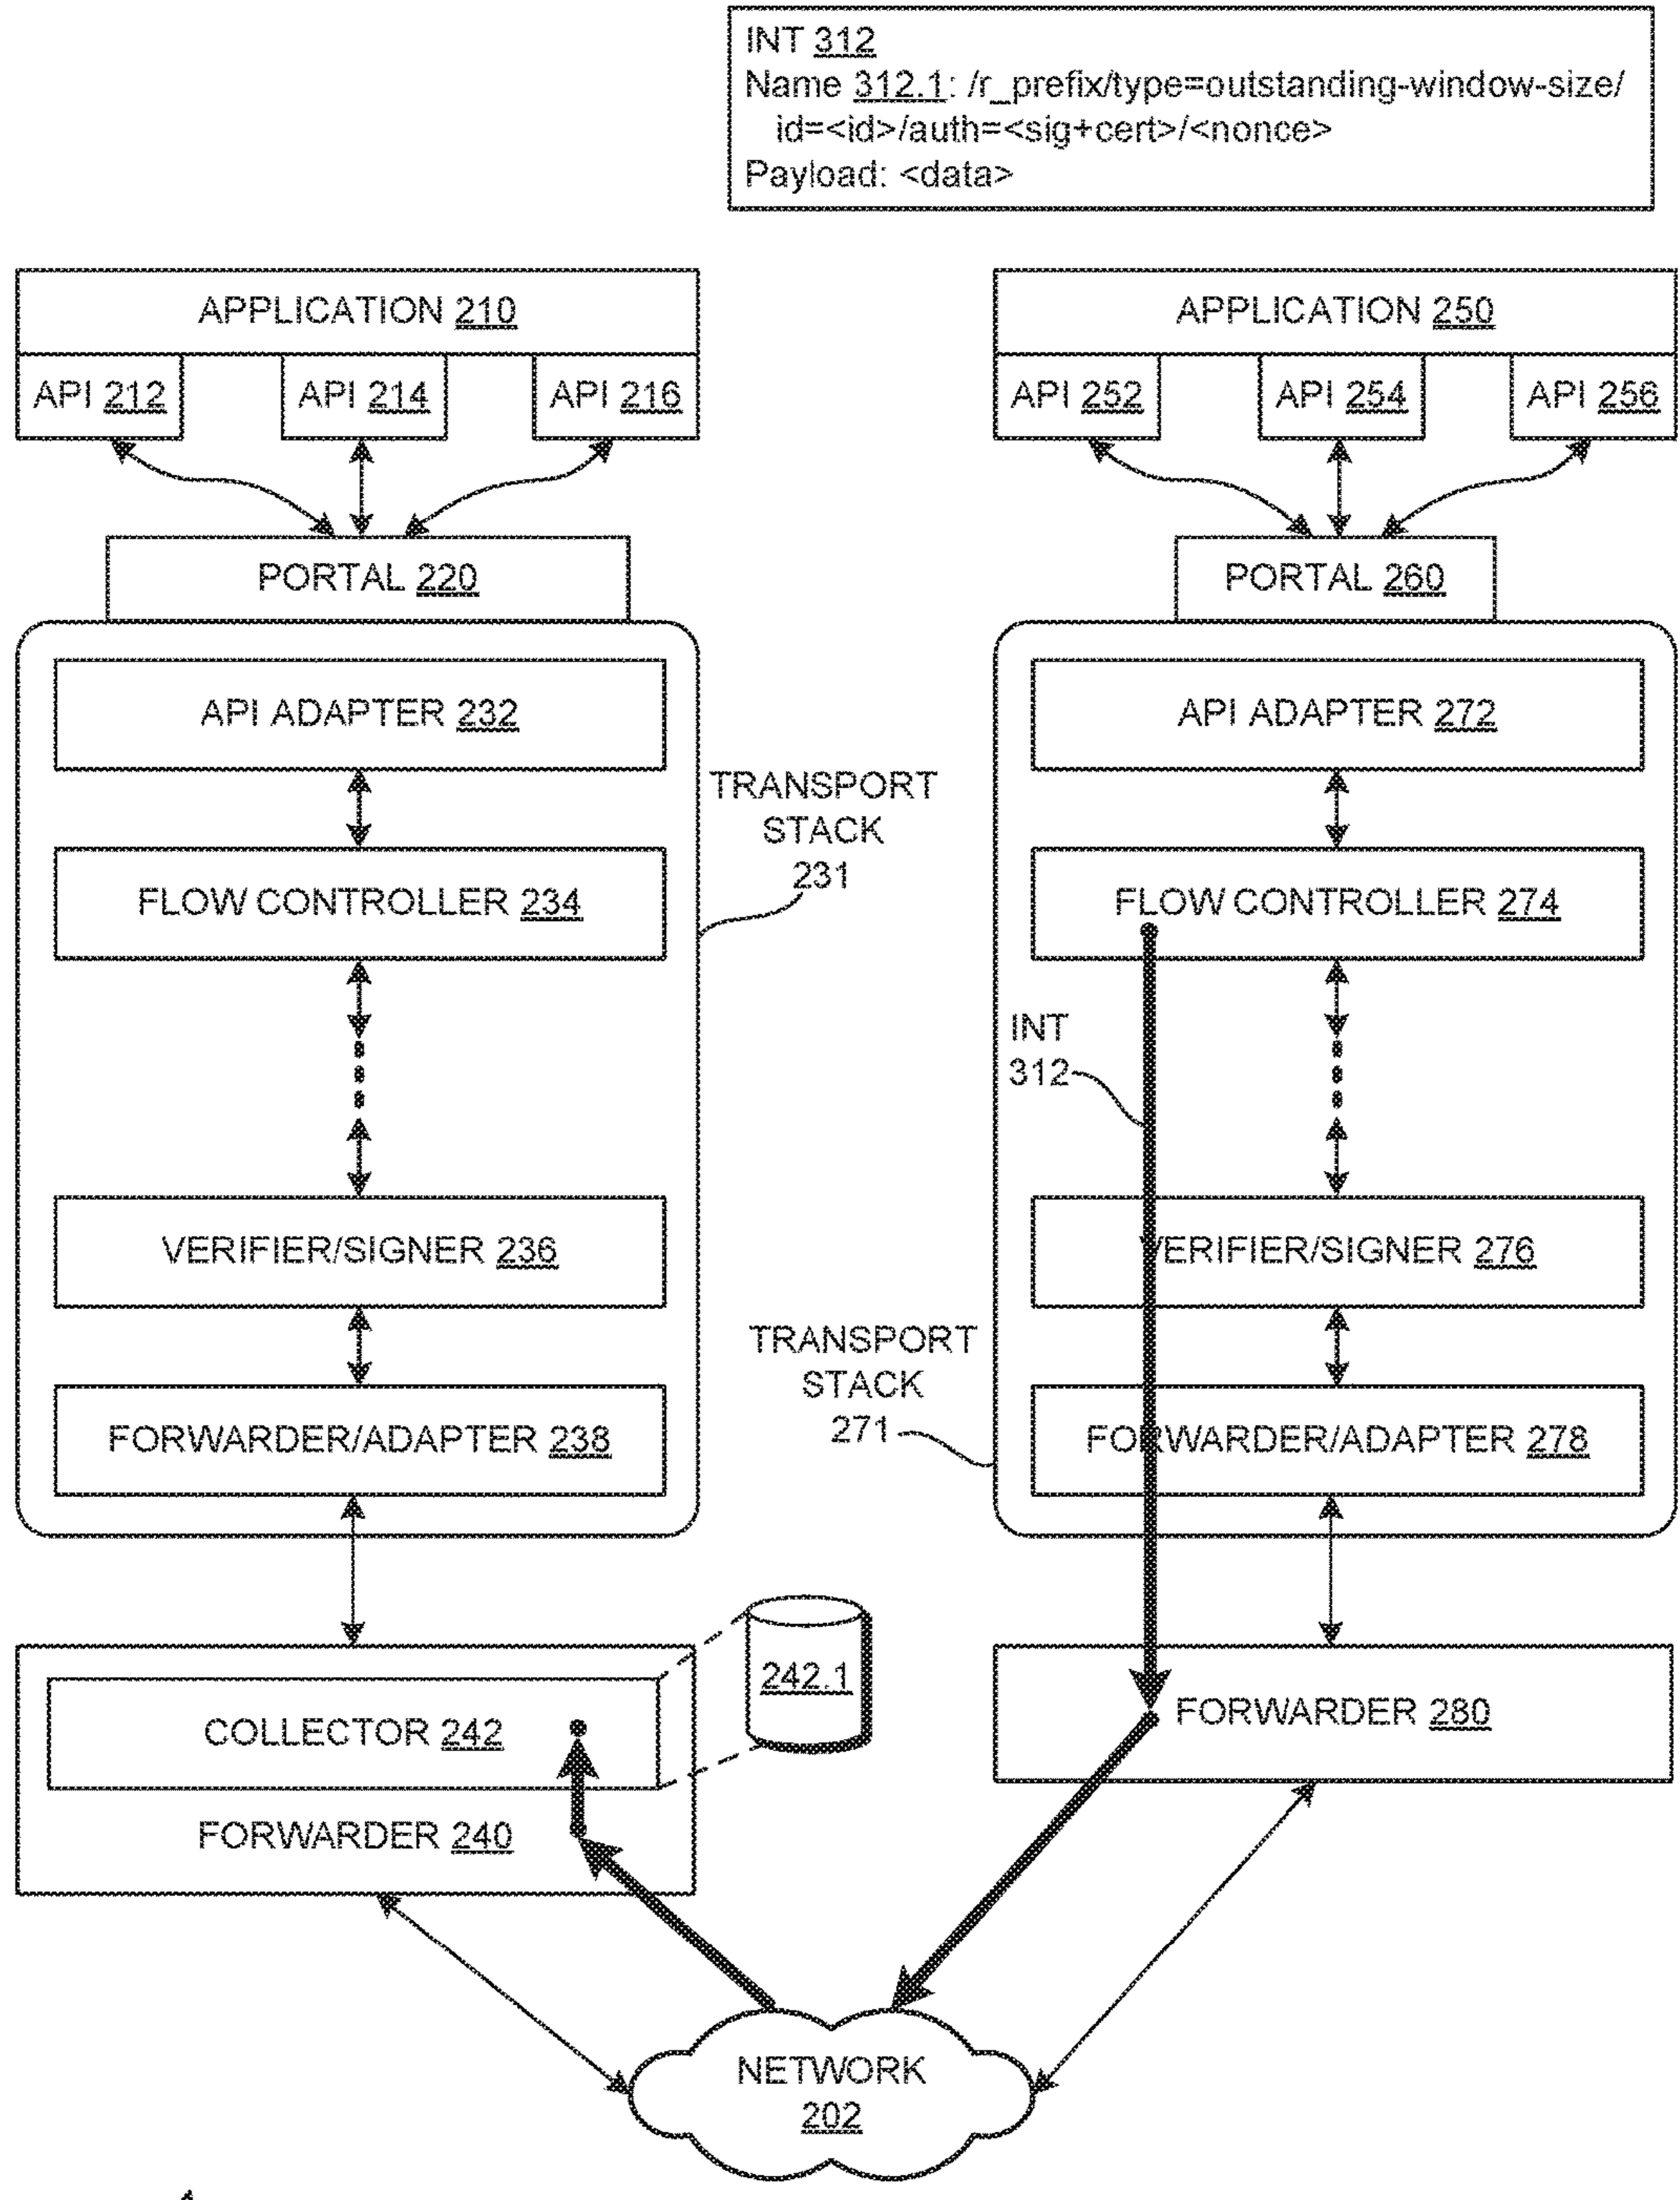 INT 312
Name 312.1: /r_prefix/type=outstanding-window-size/
id=<id>/auth=<sig+cert>/<nonce>
Payload: <data>
APPLICATION 210
API 212
API 214
API 216
PORTAL 220
API ADAPTER 232
FLOW CONTROLLER 234
VERIFIER/SIGNER 236
FORWARDER/ADAPTER 238
TRANSPORT
STACK
231
COLLECTOR 242
FORWARDER 240
242.1
APPLICATION 250
API 252
API 254
API 256
PORTAL 260
API ADAPTER 272
FLOW CONTROLLER 274
INT
312
VERIFIER/SIGNER 276
FORWARDER/ADAPTER 278
TRANSPORT
STACK
271
FORWARDER 280
NETWORK
202